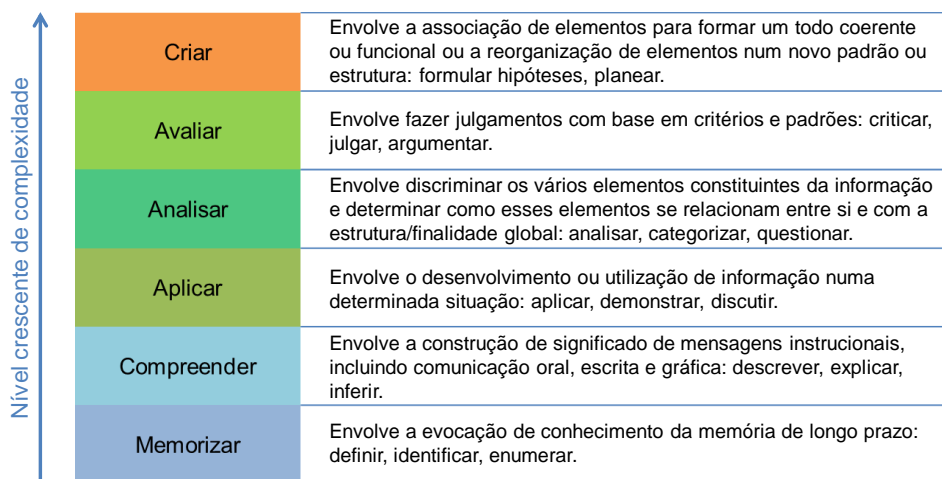 Nível crescente de complexidade
Criar
Envolve a associação de elementos para formar um todo coerente
ou funcional ou a reorganização de elementos num novo padrão ou
estrutura: formular hipóteses, planear.
Avaliar
Envolve fazer julgamentos com base em critérios e padrões: criticar,
julgar, argumentar.
Analisar
Envolve discriminar os vários elementos constituintes da informação
e determinar como esses elementos se relacionam entre si e com a
estrutura/finalidade global: analisar, categorizar, questionar.
Aplicar
Envolve o desenvolvimento ou utilização de informação numa
determinada situação: aplicar, demonstrar, discutir.
Compreender
Envolve a construção de significado de mensagens instrucionais,
incluindo comunicação oral, escrita e gráfica: descrever, explicar,
inferir.
Memorizar
Envolve a evocação de conhecimento da memória de longo prazo:
definir, identificar, enumerar.